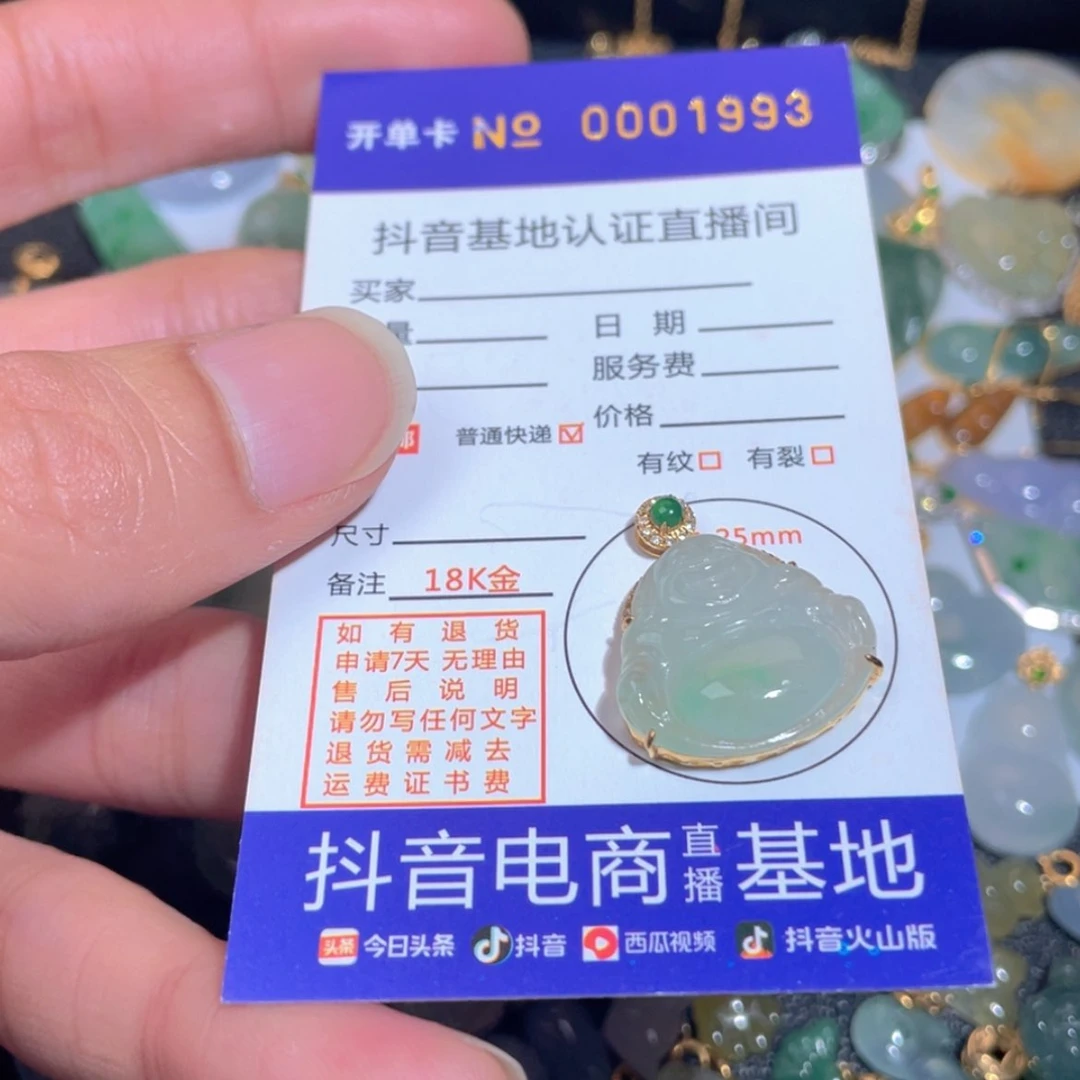 开单卡 No 0001993
抖音基地认证直播间
买家
量 日期
服务费
普通快递 价格
有纹 有裂
尺寸 25mm
备注 18K金
如有退货
申请7天无理由
售后说明
请勿写任何文字
退货需减去
运费证书费
抖音电商直播基地
头条 今日头条 抖音 西瓜视频 抖音火山版